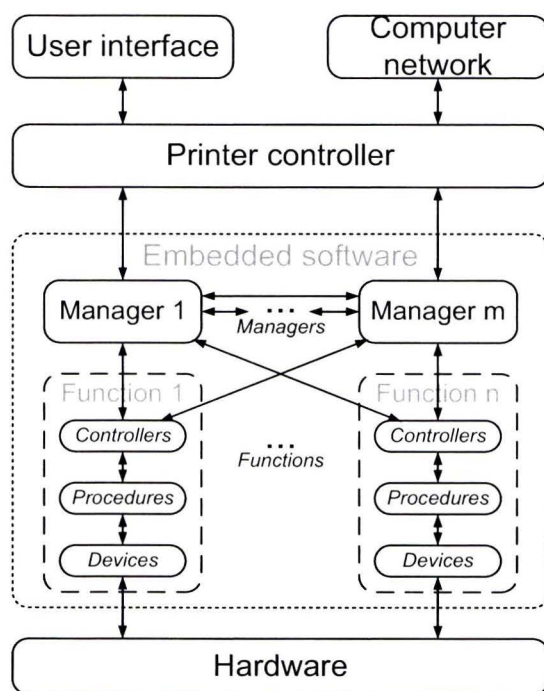 User interface
Computer
network
Printer controller
Embedded software
Manager 1
...
Managers
Manager m
Function 1
Function n
Controllers
...
Functions
Controllers
Procedures
Procedures
Devices
Devices
Hardware